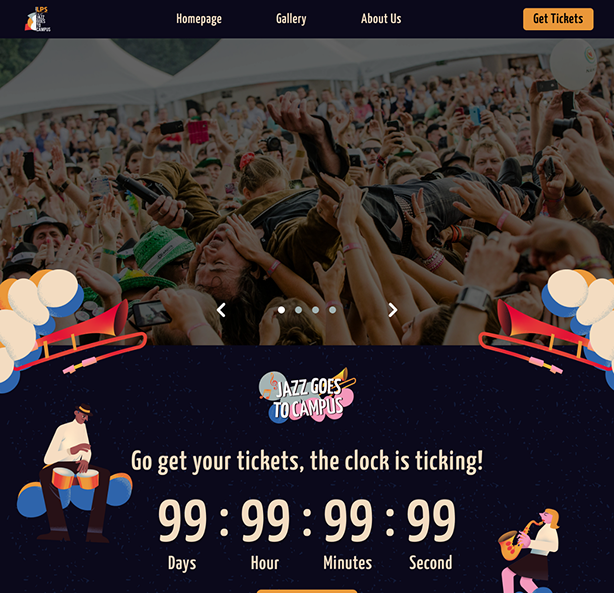 ILPS
JAZZ
GOES
TO
CAMPUS
Homepage
Gallery
About Us
Get Tickets
JAZZ GOES
TO CAMPUS
Go get your tickets, the clock is ticking!
99 : 99 : 99 : 99
Days
Hour
Minutes
Second